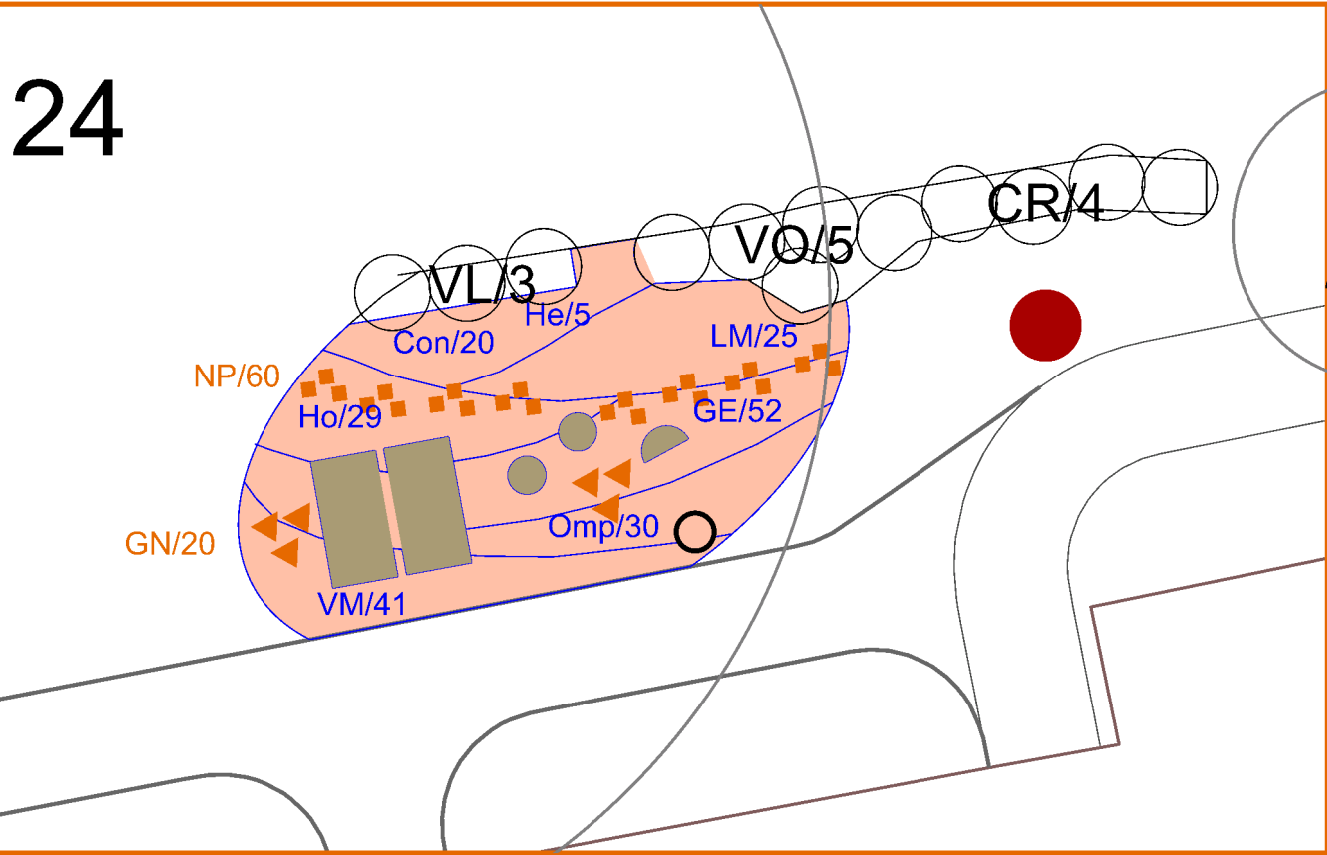 24
CR/4
VO/5
VL/3
He/5
LM/25
Con/20
NP/60
GE/52
Ho/29
Omp/30
GN/20
VM/41